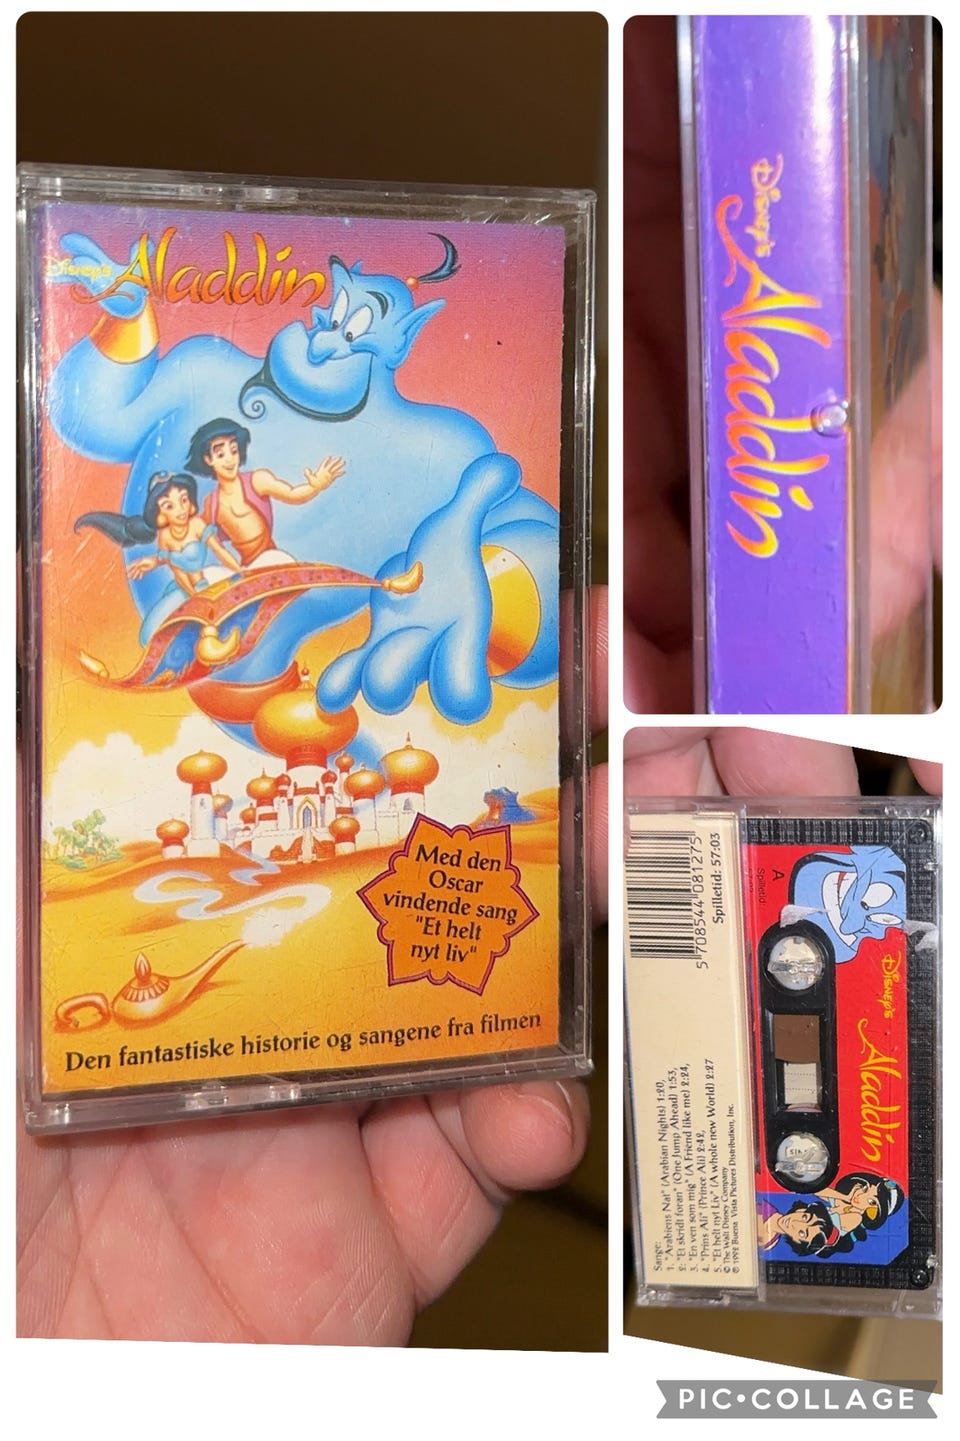 Disney's Aladdin
Med den
Oscar
vindende sang
"Et helt
nyt liv"
Den fantastiske historie og sangene fra filmen
Disney's Aladdin
5 708544 081275
Spilletid: 57:03
Sange:
1. "Arabiens Nat" (Arabian Nights) 1:20,
2: "Et skridt foran" (One Jump Ahead) 1:53,
3. "En ven som mig" (A Friend like me) 2:24,
4. "Prins Ali" (Prince Ali) 2:42,
5. "Et helt nyt Liv" (A whole new World) 2:27
© The Walt Disney Company
℗ 1992 Buena Vista Pictures Distribution, Inc.
A
Spilletid:
Disney's Aladdin
PIC•COLLAGE